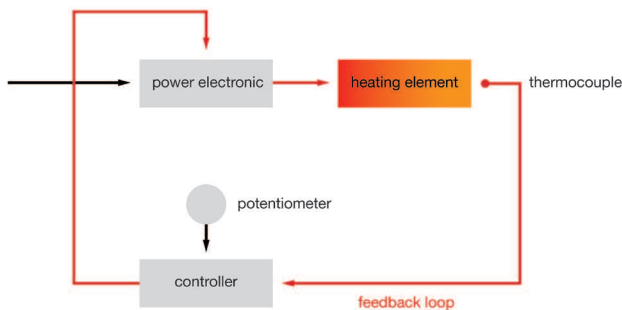 power electronic
heating element
thermocouple
potentiometer
controller
feedback loop